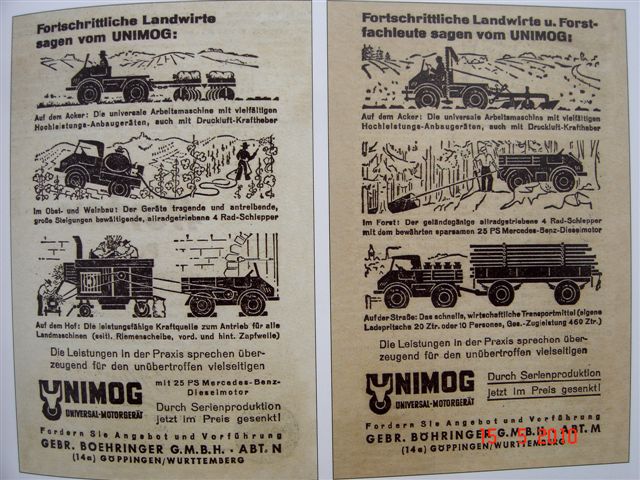 Fortschrittliche Landwirte
sagen vom UNIMOG:
Auf dem Acker: Die universale Arbeitsmaschine mit vielfältigen
Hochleistungs-Anbaugeräten, auch mit Druckluft-Kraftheber
Im Obst- und Weinbau: Der Geräte tragende und antreibende,
große Steigungen bewältigende, allradgetriebene 4 Rad-Schlepper
Auf dem Hof: Die leistungsfähige Kraftquelle zum Antrieb für alle
Landmaschinen (seitl. Riemenscheibe, vord. und hint. Zapfwelle)
Die Leistungen in der Praxis sprechen über-
zeugend für den unübertroffen vielseitigen
UNIMOG
UNIVERSAL-MOTORGERÄT
mit 25 PS Mercedes-Benz-
Dieselmotor
Durch Serienproduktion
jetzt im Preis gesenkt!
Fordern Sie Angebot und Vorführung
GEBR. BOEHRINGER G.M.B.H. · ABT. N
(14a) GÖPPINGEN/WURTTEMBERG
Fortschrittliche Landwirte u. Forst-
fachleute sagen vom UNIMOG:
Auf dem Acker: Die universale Arbeitsmaschine mit vielfältigen
Hochleistungs-Anbaugeräten, auch mit Druckluft-Kraftheber
Im Forst: Der geländegängige allradgetriebene 4 Rad-Schlepper
mit dem bewährten sparsamen 25 PS Mercedes-Benz-Dieselmotor
Auf der Straße: Das schnelle, wirtschaftliche Transportmittel (eigene
Ladepritsche 20 Ztr. oder 10 Personen, Ges.-Zugleistung 460 Ztr.)
Die Leistungen in der Praxis sprechen über-
zeugend für den unübertroffen vielseitigen
UNIMOG
UNIVERSAL-MOTORGERÄT
Durch Serienproduktion
jetzt im Preis gesenkt!
Fordern Sie Angebot und Vorführung
GEBR. BÖHRINGER G.M.B.H. · ABT. M
(14a) GÖPPINGEN/WURTTEMBERG
15 5 2010